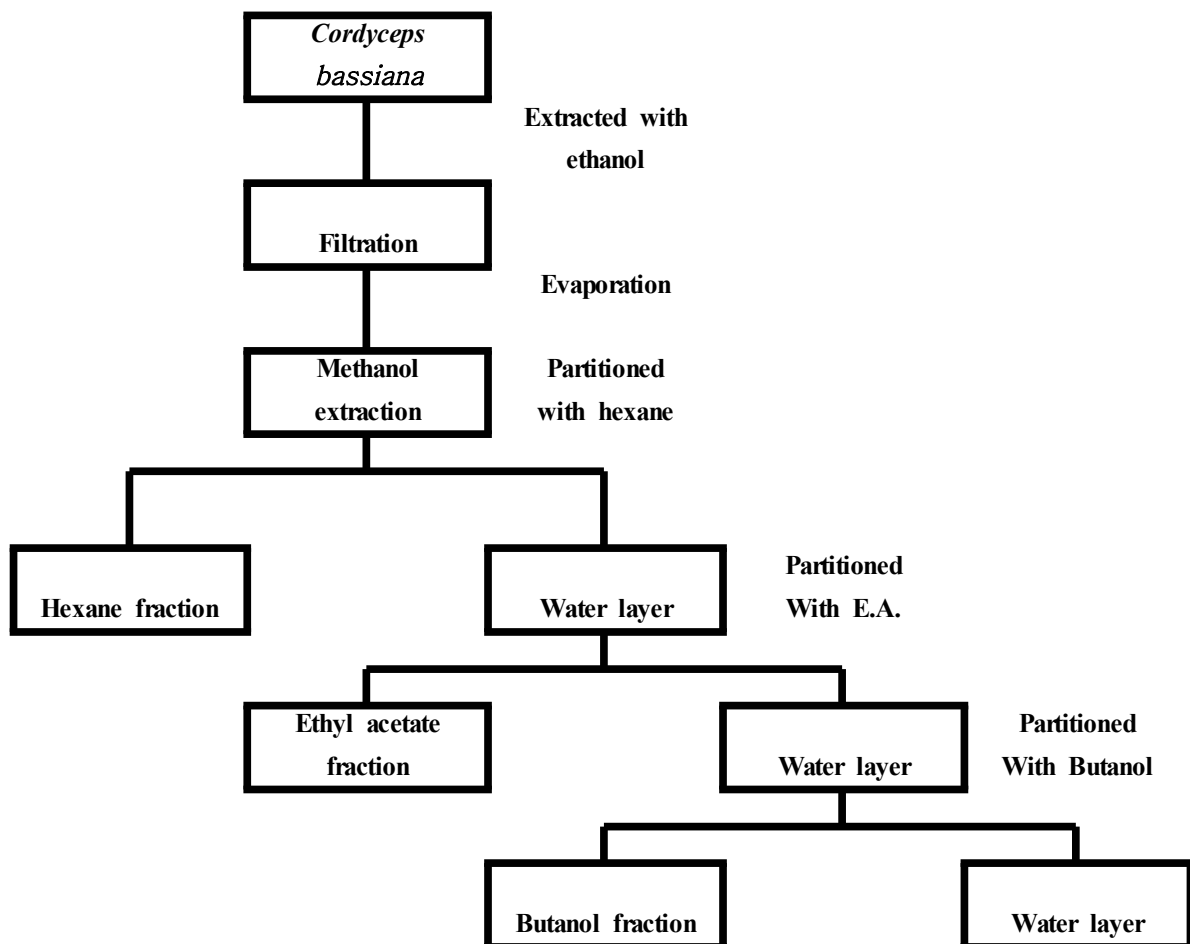 Cordyceps
bassiana
Extracted with
ethanol
Filtration
Evaporation
Methanol
extraction
Partitioned
with hexane
Hexane fraction
Water layer
Partitioned
With E.A.
Ethyl acetate
fraction
Water layer
Partitioned
With Butanol
Butanol fraction
Water layer